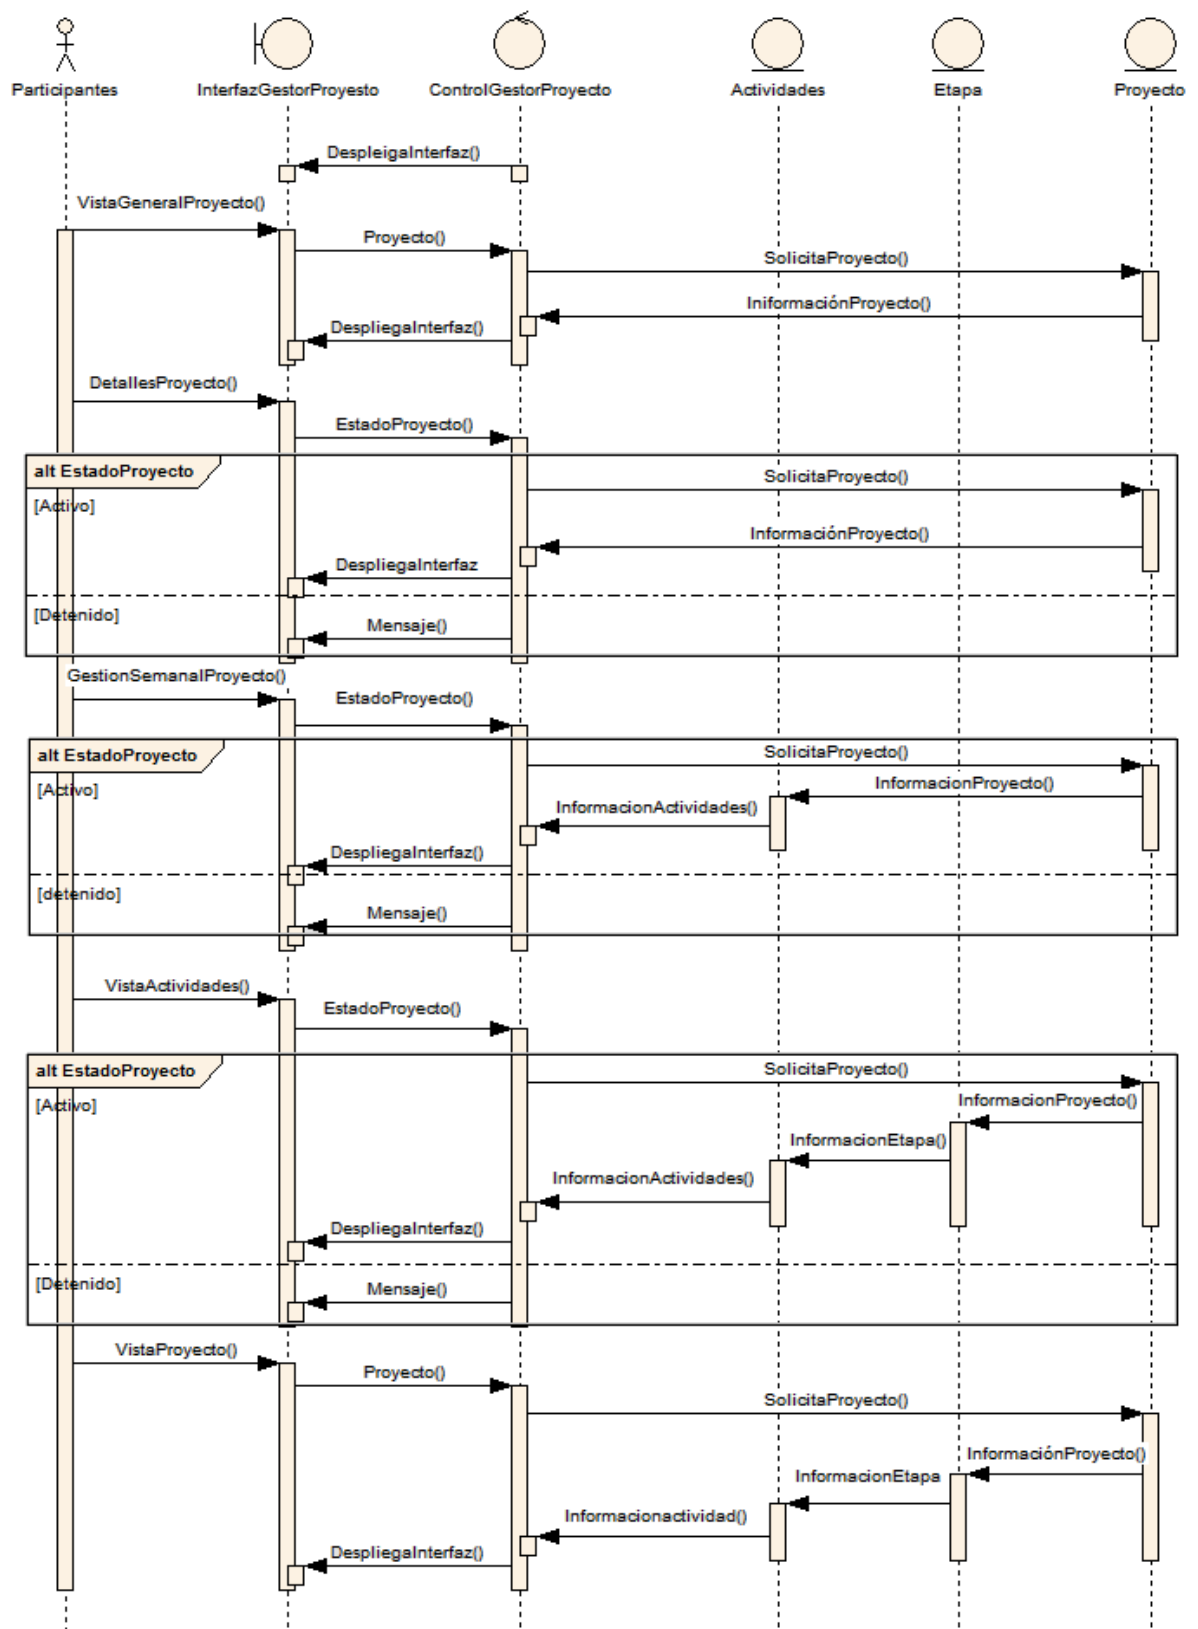 Participantes
InterfazGestorProyesto
ControlGestorProyecto
Actividades
Etapa
Proyecto
DespleigaInterfaz()
VistaGeneralProyecto()
Proyecto()
SolicitaProyecto()
IniformaciónProyecto()
DespliegaInterfaz()
DetallesProyecto()
EstadoProyecto()
alt EstadoProyecto
SolicitaProyecto()
[Activo]
InformaciónProyecto()
DespliegaInterfaz
[Detenido]
Mensaje()
GestionSemanalProyecto()
EstadoProyecto()
alt EstadoProyecto
SolicitaProyecto()
[Activo]
InformacionProyecto()
InformacionActividades()
DespliegaInterfaz()
[detenido]
Mensaje()
VistaActividades()
EstadoProyecto()
alt EstadoProyecto
SolicitaProyecto()
[Activo]
InformacionProyecto()
InformacionEtapa()
InformacionActividades()
DespliegaInterfaz()
[Detenido]
Mensaje()
VistaProyecto()
Proyecto()
SolicitaProyecto()
InformaciónProyecto()
InformacionEtapa
Informacionactividad()
DespliegaInterfaz()